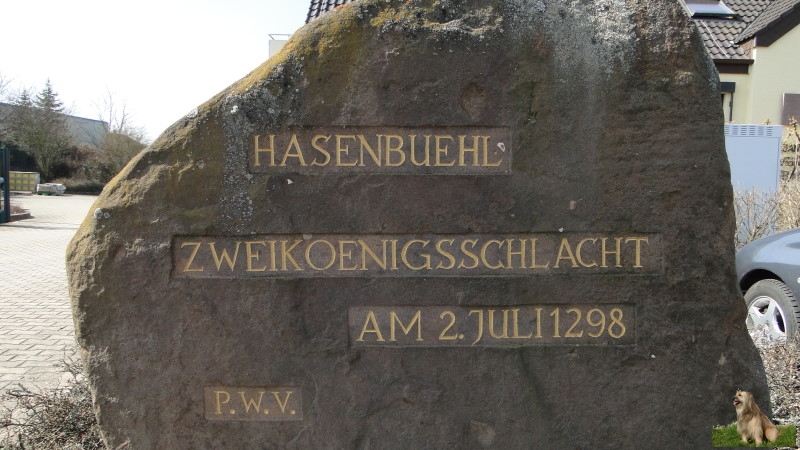 HASENBUEHL
ZWEIKOENIGSSCHLACHT
AM 2. JULI 1298
P.W.V.